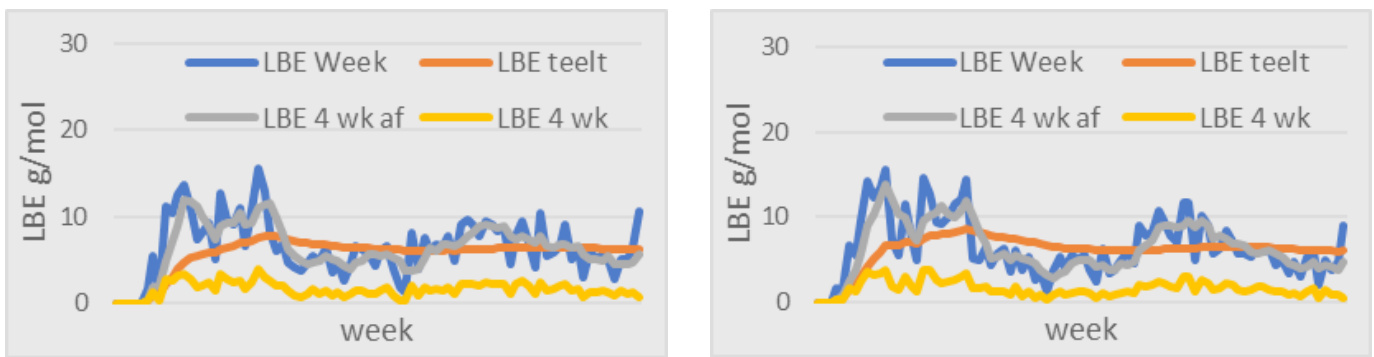 30
LBE Week LBE teelt
LBE 4 wk af LBE 4 wk
20
10
0
LBE g/mol
week
30
LBE Week LBE teelt
LBE 4 wk af LBE 4 wk
20
10
0
LBE g/mol
week